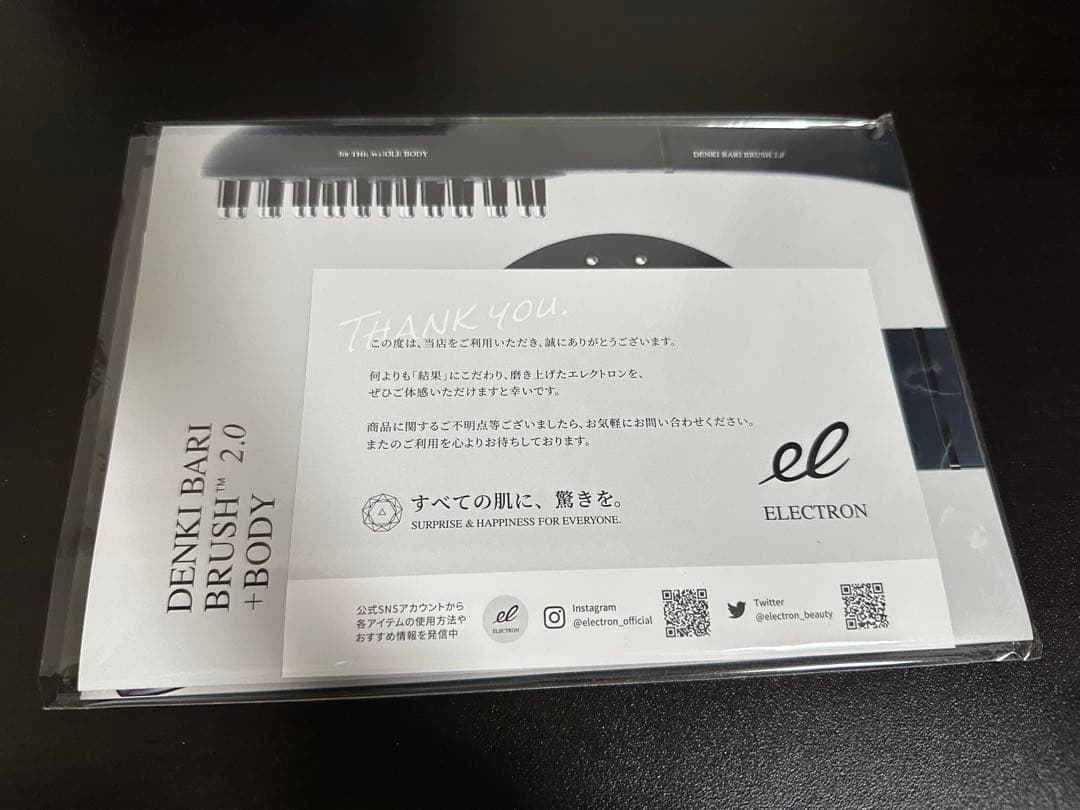 for THE WHOLE BODY
DENKI BARI BRUSH 2.0
THANK YOU.
この度は、当店をご利用いただき、誠にありがとうございます。
何よりも「結果」にこだわり、磨き上げたエレクトロンを、
ぜひご体感いただけますと幸いです。
商品に関するご不明点等ございましたら、お気軽にお問い合わせください。
またのご利用を心よりお待ちしております。
すべての肌に、驚きを。
SURPRISE & HAPPINESS FOR EVERYONE.
el
ELECTRON
DENKI BARI
BRUSH™ 2.0
+BODY
公式SNSアカウントから
各アイテムの使用方法や
おすすめ情報を発信中
el
ELECTRON
Instagram
@electron_official
Twitter
@electron_beauty